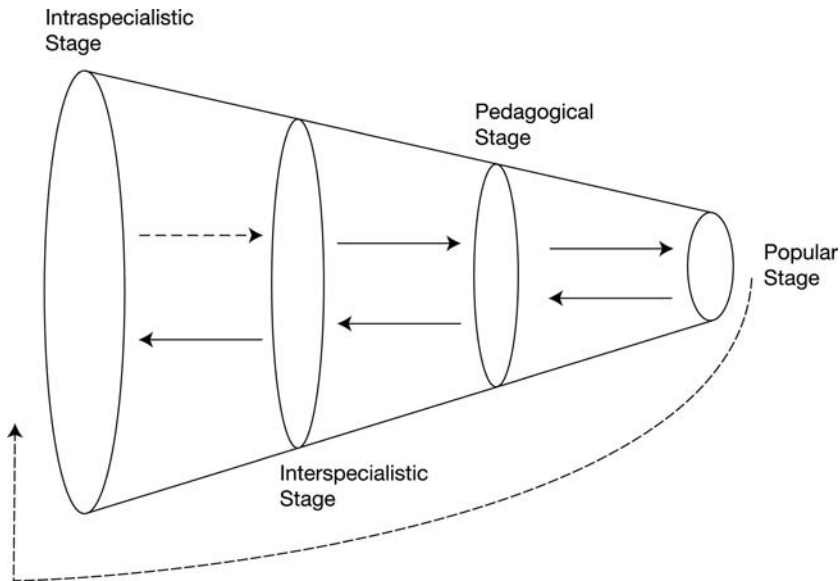 Intraspecialistic
Stage
Pedagogical
Stage
Popular
Stage
Interspecialistic
Stage